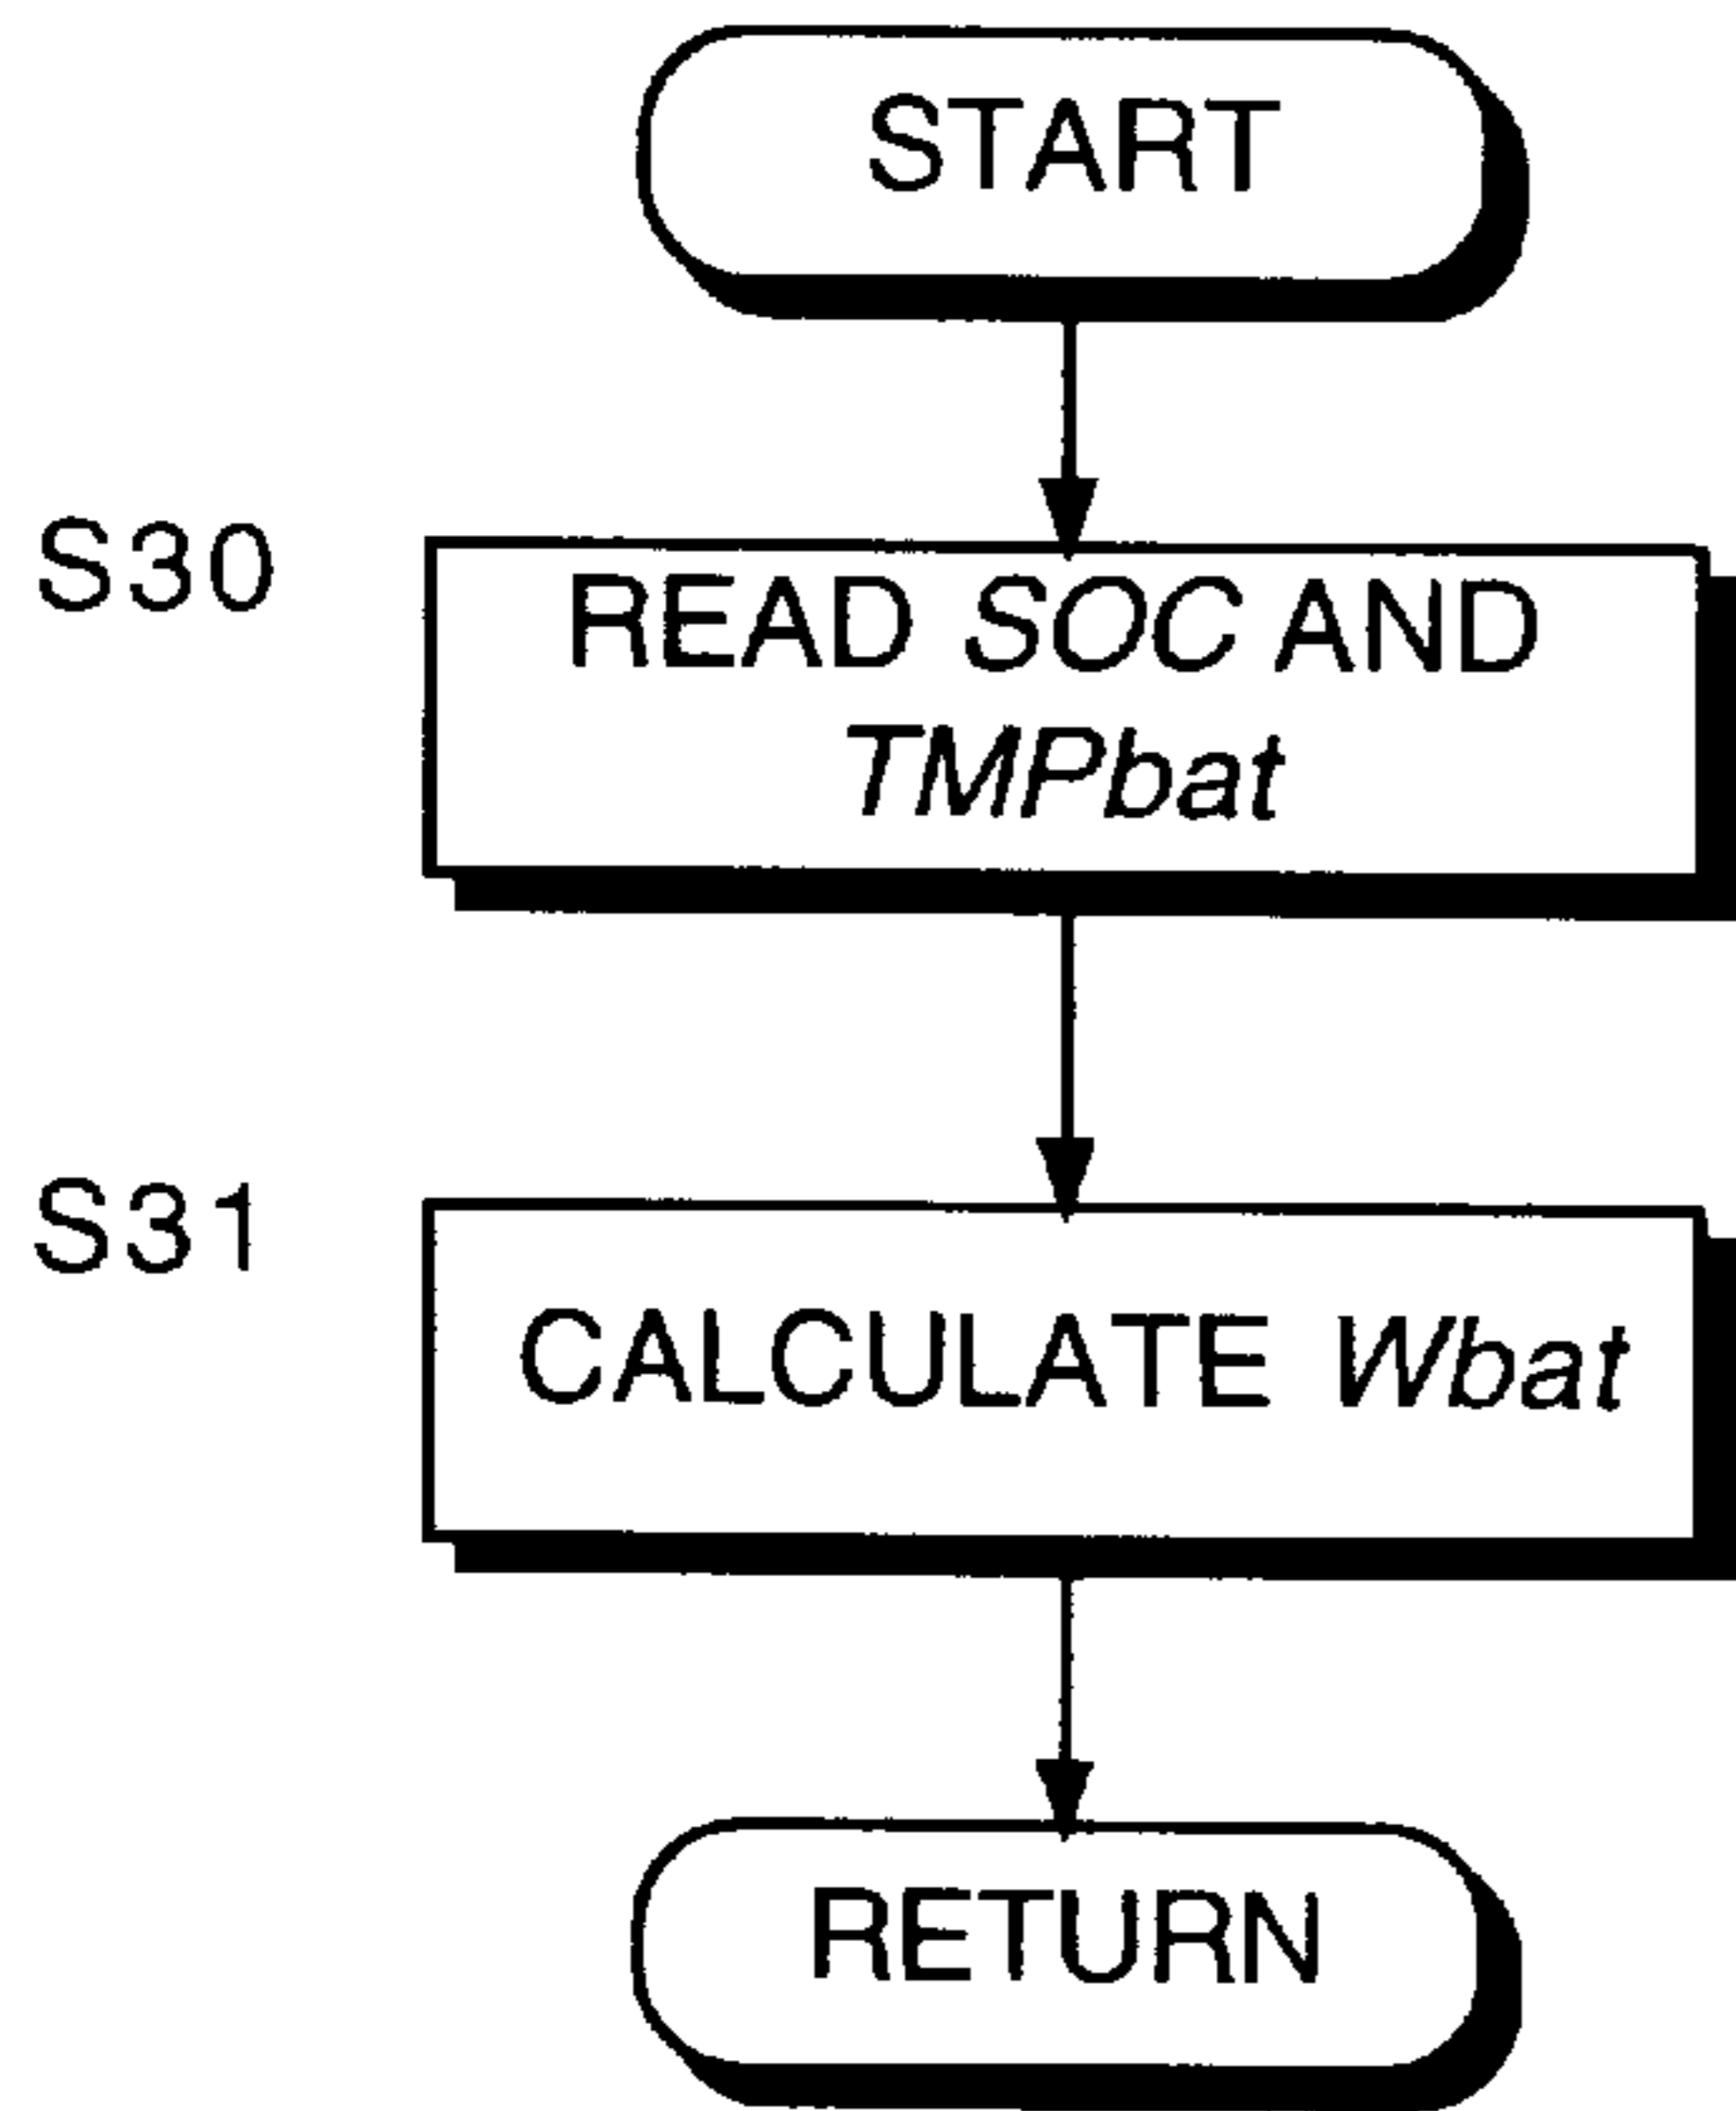 START
S30
READ SOC AND
TMPbat
S31
CALCULATE Wbat
RETURN